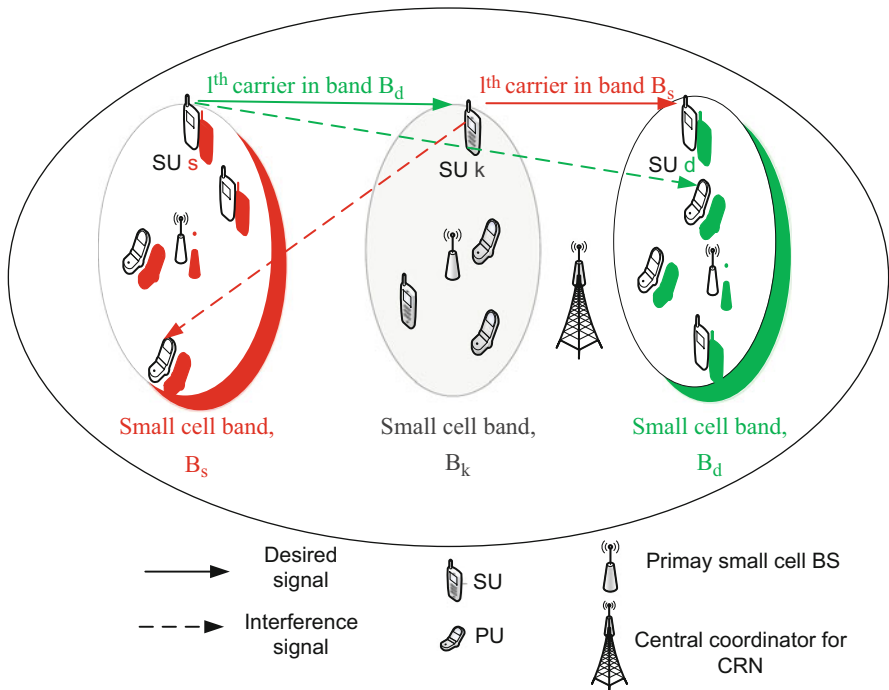 lth carrier in band Bd
lth carrier in band Bs
SU s
SU k
SU d
Small cell band,
Bs
Small cell band,
Bk
Small cell band,
Bd
Desired
signal
SU
Primay small cell BS
Interference
signal
PU
Central coordinator for
CRN